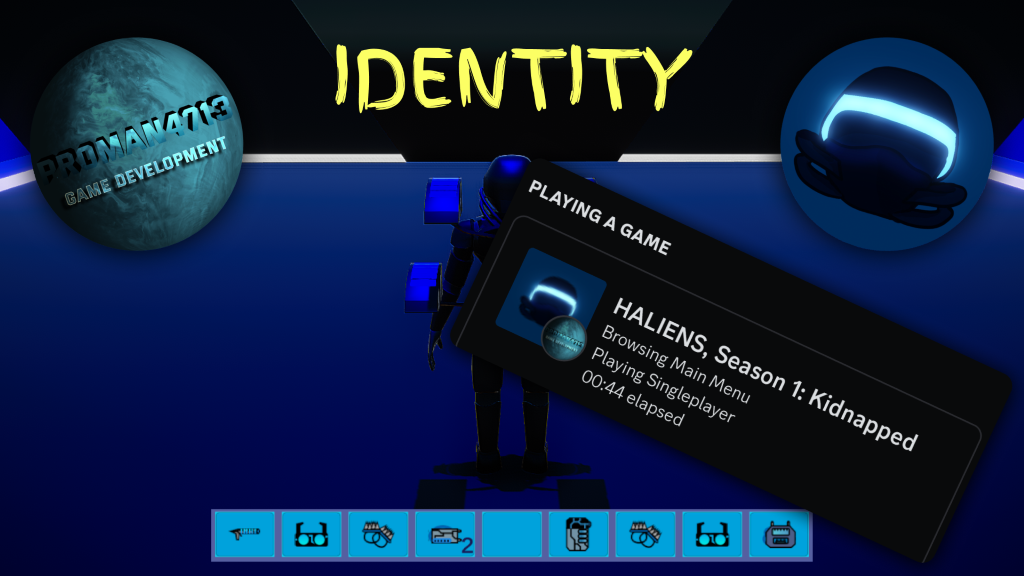 IDENTITY
PROMAN4713
GAME DEVELOPMENT
PLAYING A GAME
HALIENS, Season 1: Kidnapped
Browsing Main Menu
Playing Singleplayer
00:44 elapsed
2